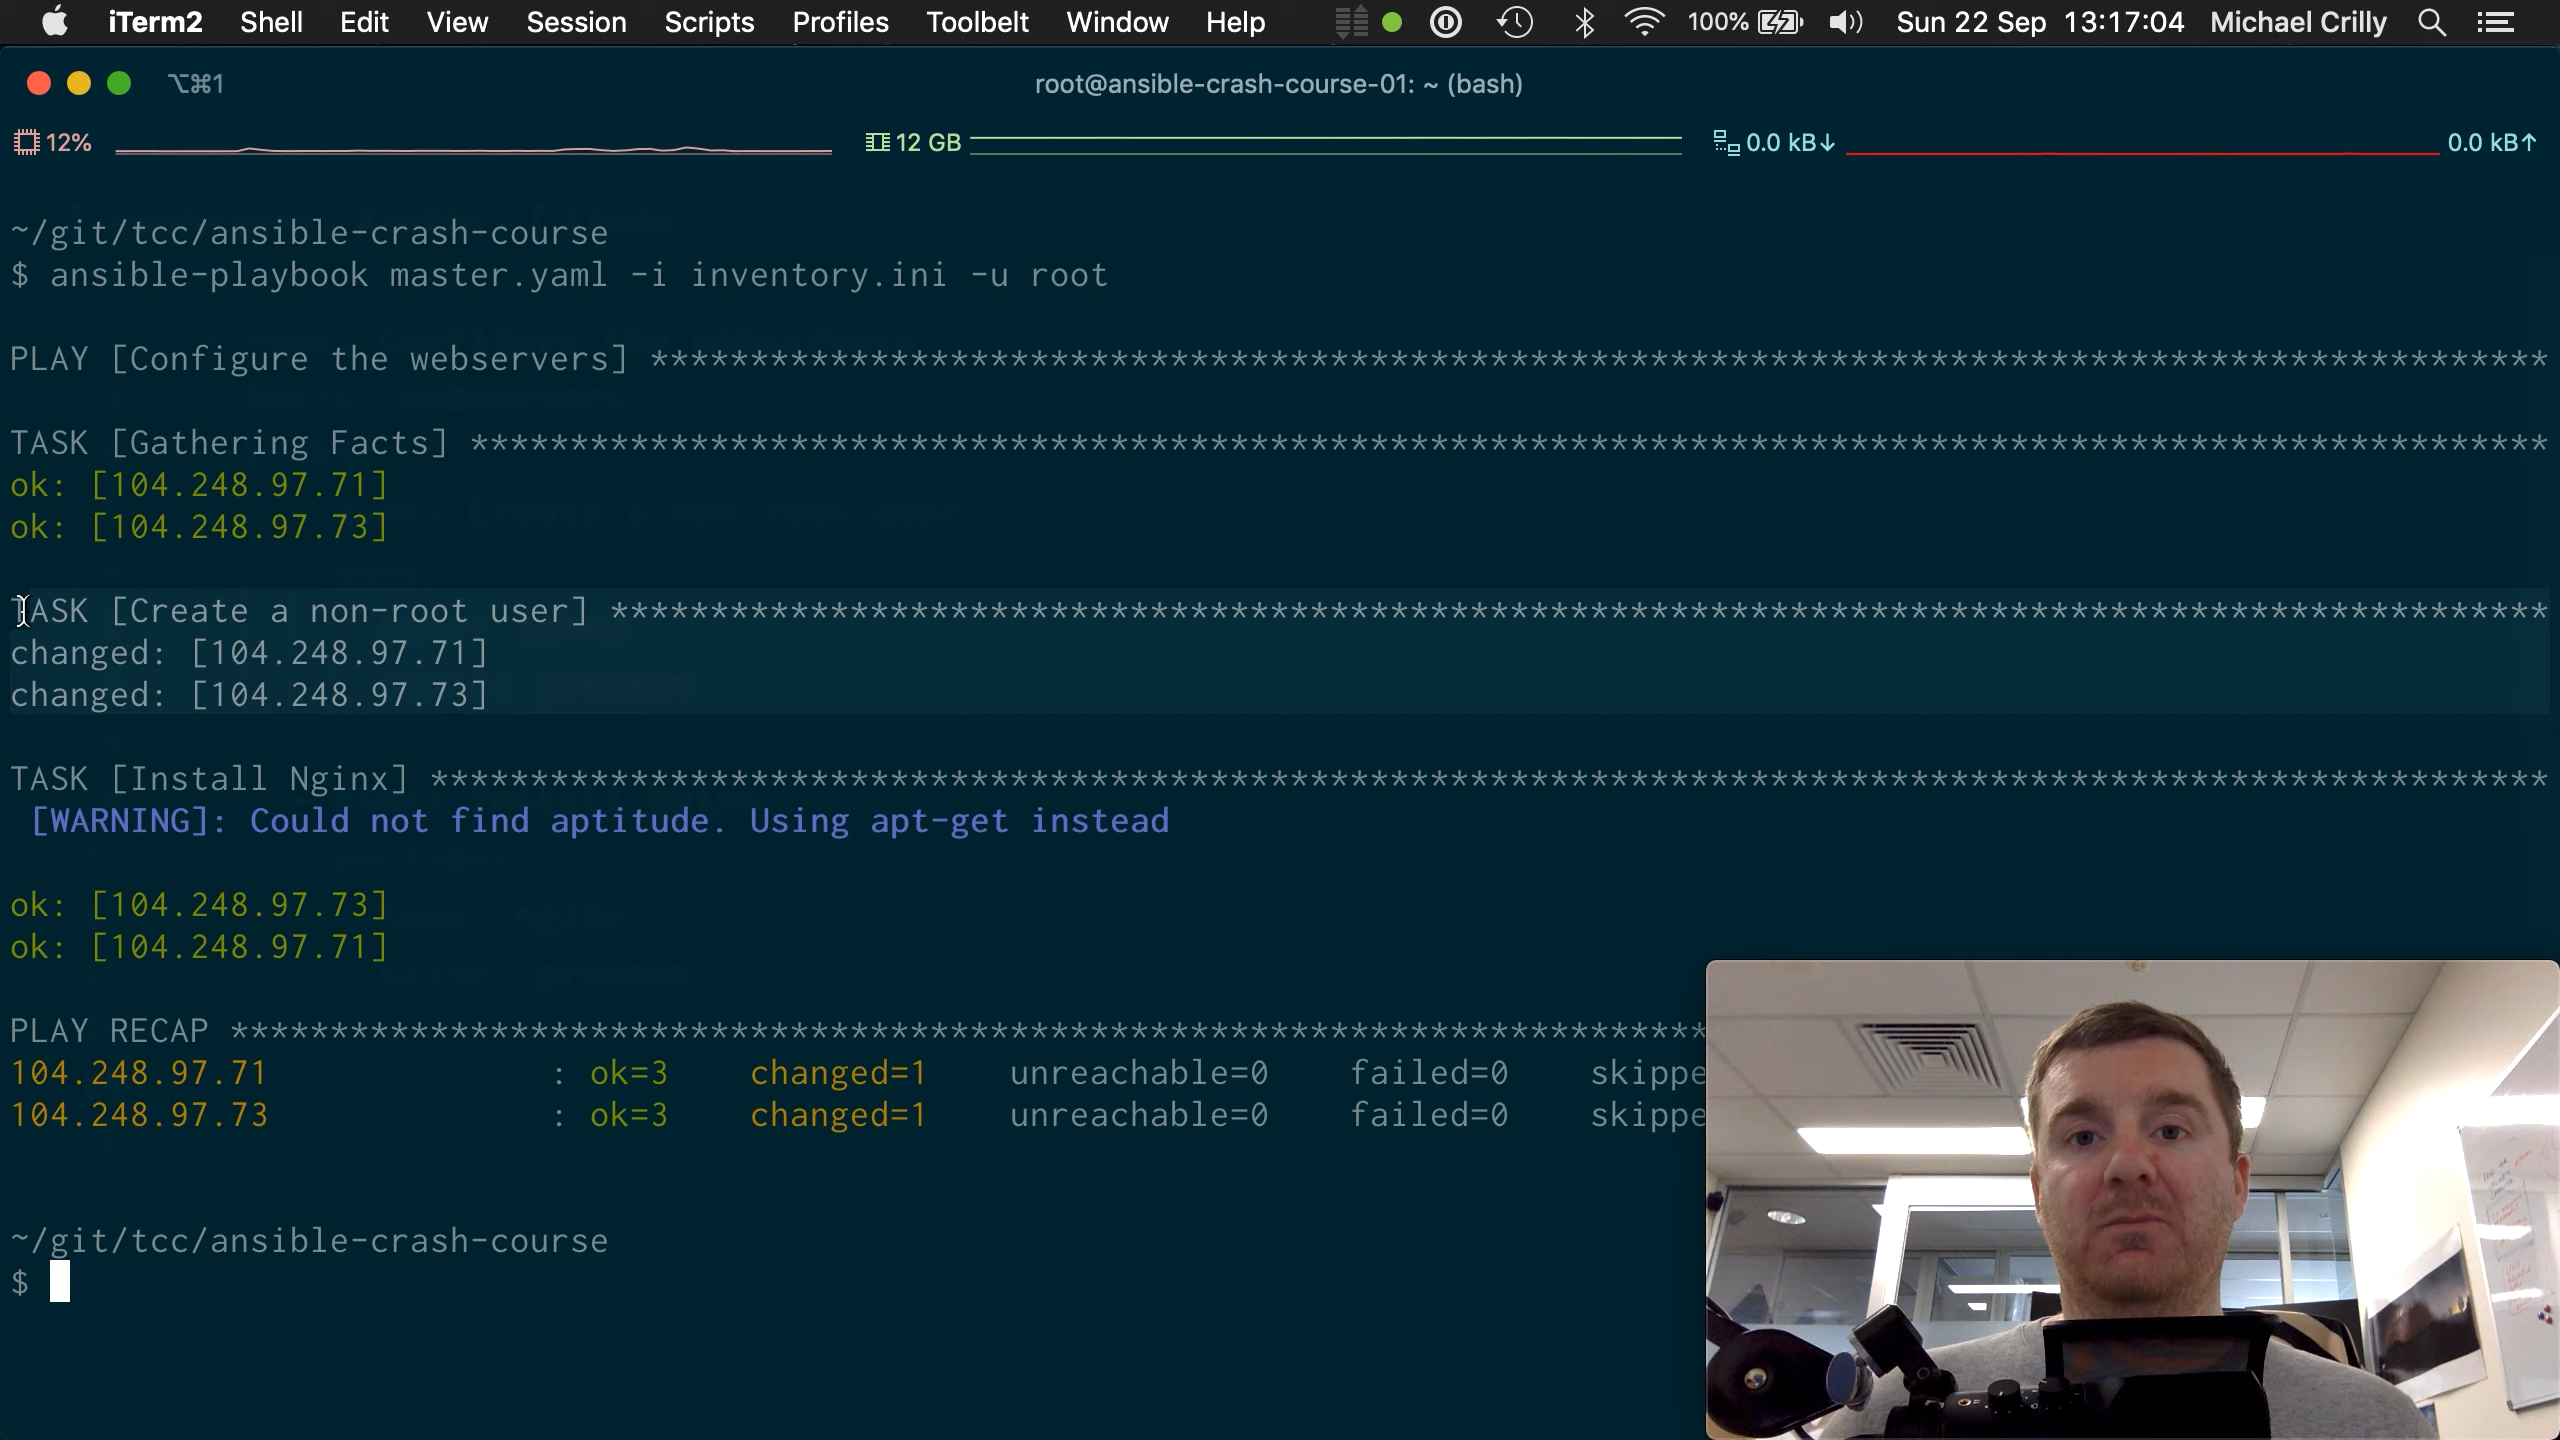 iTerm2 Shell Edit View Session Scripts Profiles Toolbelt Window Help 100% Sun 22 Sep 13:17:04 Michael Crilly
⌥⌘1 root@ansible-crash-course-01: ~ (bash)
12% 12 GB 0.0 kB↓ 0.0 kB↑
~/git/tcc/ansible-crash-course
$ ansible-playbook master.yaml -i inventory.ini -u root
PLAY [Configure the webservers] ***********************************************************************************************
TASK [Gathering Facts] ********************************************************************************************************
ok: [104.248.97.71]
ok: [104.248.97.73]
TASK [Create a non-root user] *************************************************************************************************
changed: [104.248.97.71]
changed: [104.248.97.73]
TASK [Install Nginx] **********************************************************************************************************
[WARNING]: Could not find aptitude. Using apt-get instead
ok: [104.248.97.73]
ok: [104.248.97.71]
PLAY RECAP **************************************************************************
104.248.97.71 : ok=3 changed=1 unreachable=0 failed=0 skippe
104.248.97.73 : ok=3 changed=1 unreachable=0 failed=0 skippe
~/git/tcc/ansible-crash-course
$